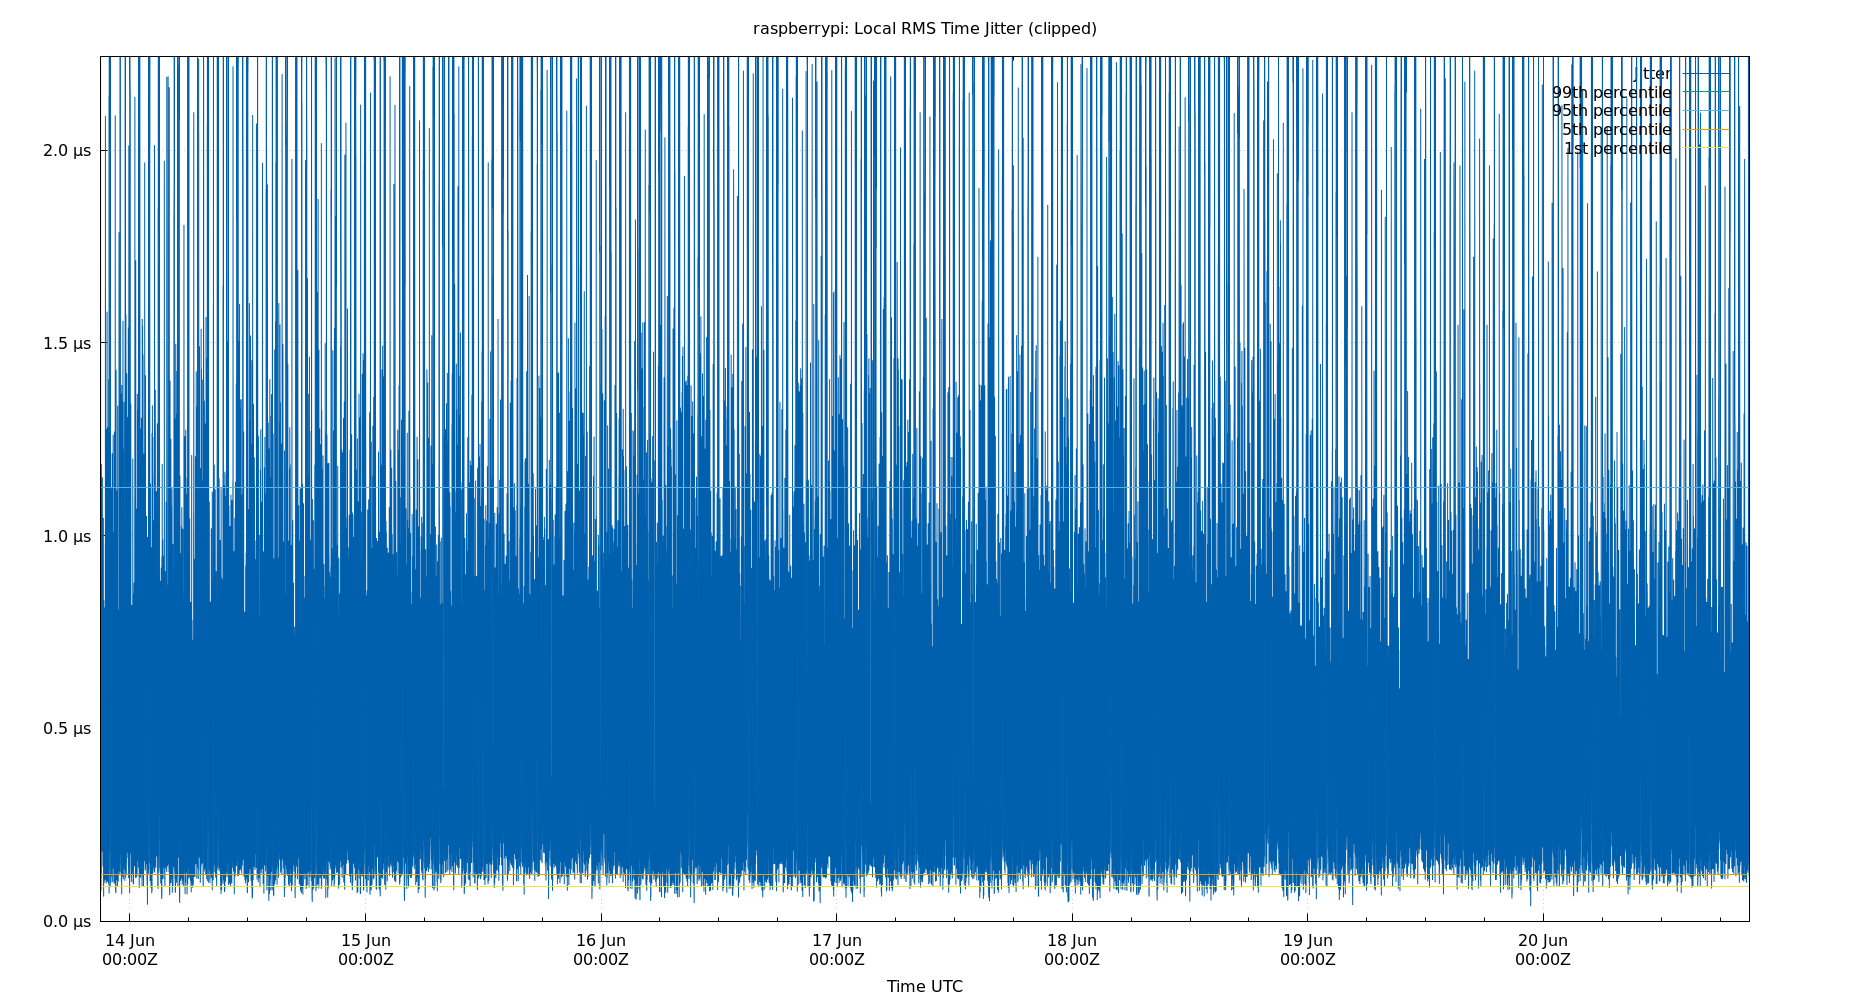 raspberrypi: Local RMS Time Jitter (clipped)
jitter
99th percentile
95th percentile
5th percentile
1st percentile
2.0 μs
1.5 μs
1.0 μs
0.5 μs
0.0 μs
14 Jun 15 Jun 16 Jun 17 Jun 18 Jun 19 Jun 20 Jun
00:00Z 00:00Z 00:00Z 00:00Z 00:00Z 00:00Z 00:00Z
Time UTC